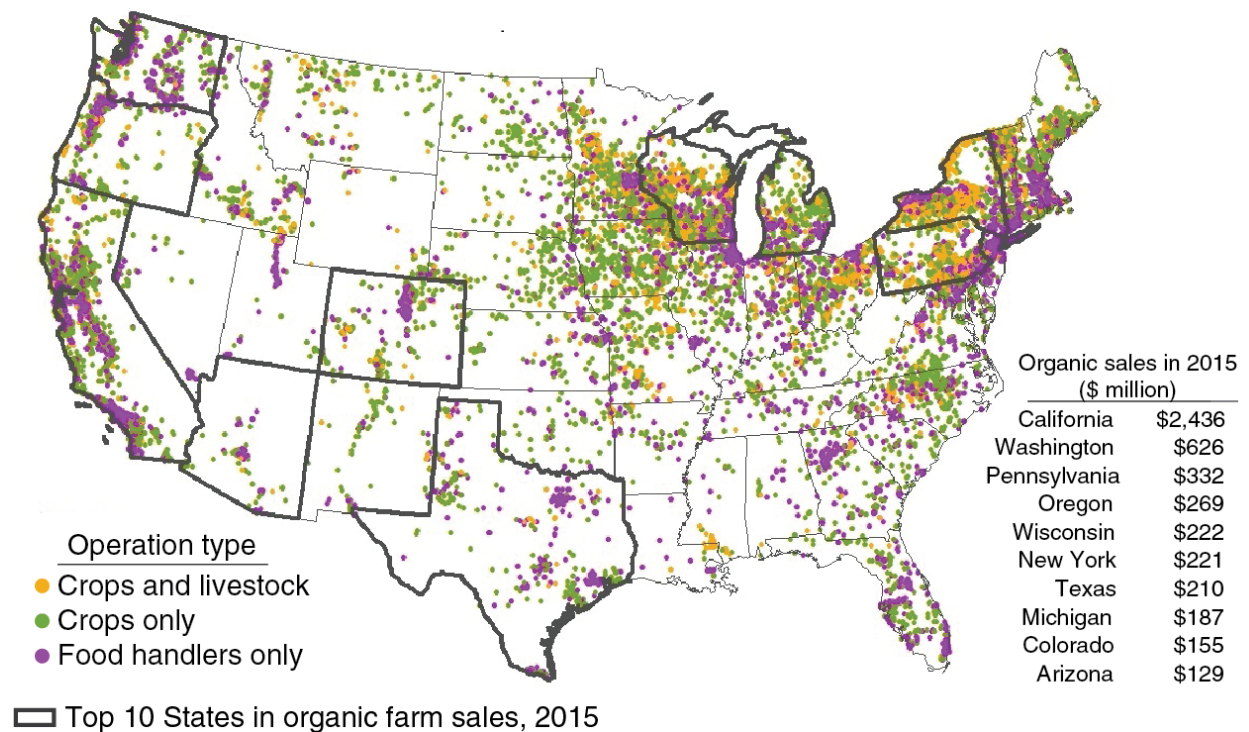 Organic sales in 2015
($ million)
California $2,436
Washington $626
Pennsylvania $332
Oregon $269
Wisconsin $222
New York $221
Texas $210
Michigan $187
Colorado $155
Arizona $129
Operation type
Crops and livestock
Crops only
Food handlers only
Top 10 States in organic farm sales, 2015